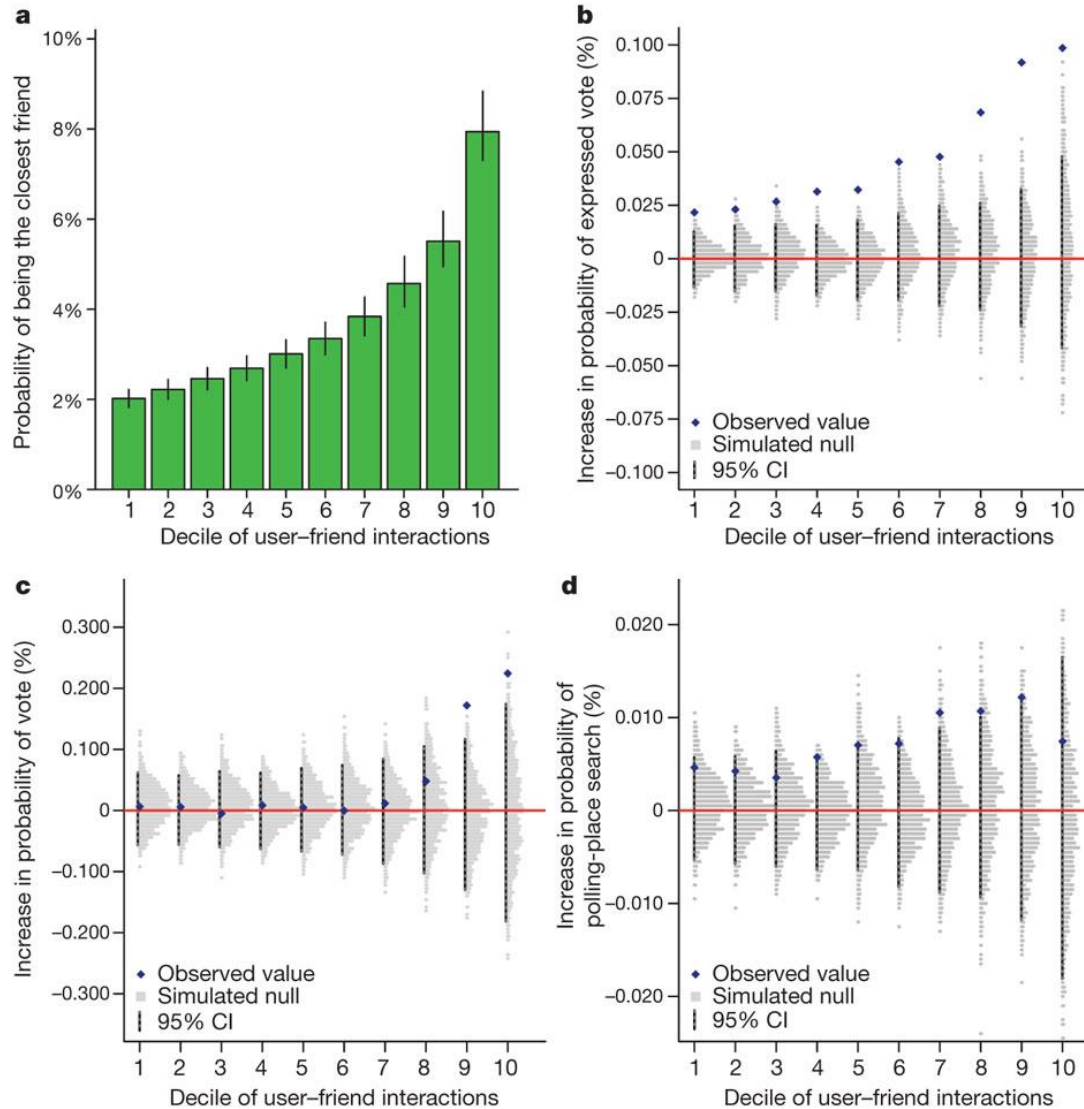 a
Probability of being the closest friend
10%
8%
6%
4%
2%
0%
1 2 3 4 5 6 7 8 9 10
Decile of user–friend interactions
b
Increase in probability of expressed vote (%)
0.100
0.075
0.050
0.025
0
−0.025
−0.050
−0.075
−0.100
Observed value
Simulated null
95% CI
1 2 3 4 5 6 7 8 9 10
Decile of user–friend interactions
c
Increase in probability of vote (%)
0.300
0.200
0.100
0
−0.100
−0.200
−0.300
Observed value
Simulated null
95% CI
1 2 3 4 5 6 7 8 9 10
Decile of user–friend interactions
d
Increase in probability of
polling-place search (%)
0.020
0.010
0
−0.010
−0.020
Observed value
Simulated null
95% CI
1 2 3 4 5 6 7 8 9 10
Decile of user–friend interactions